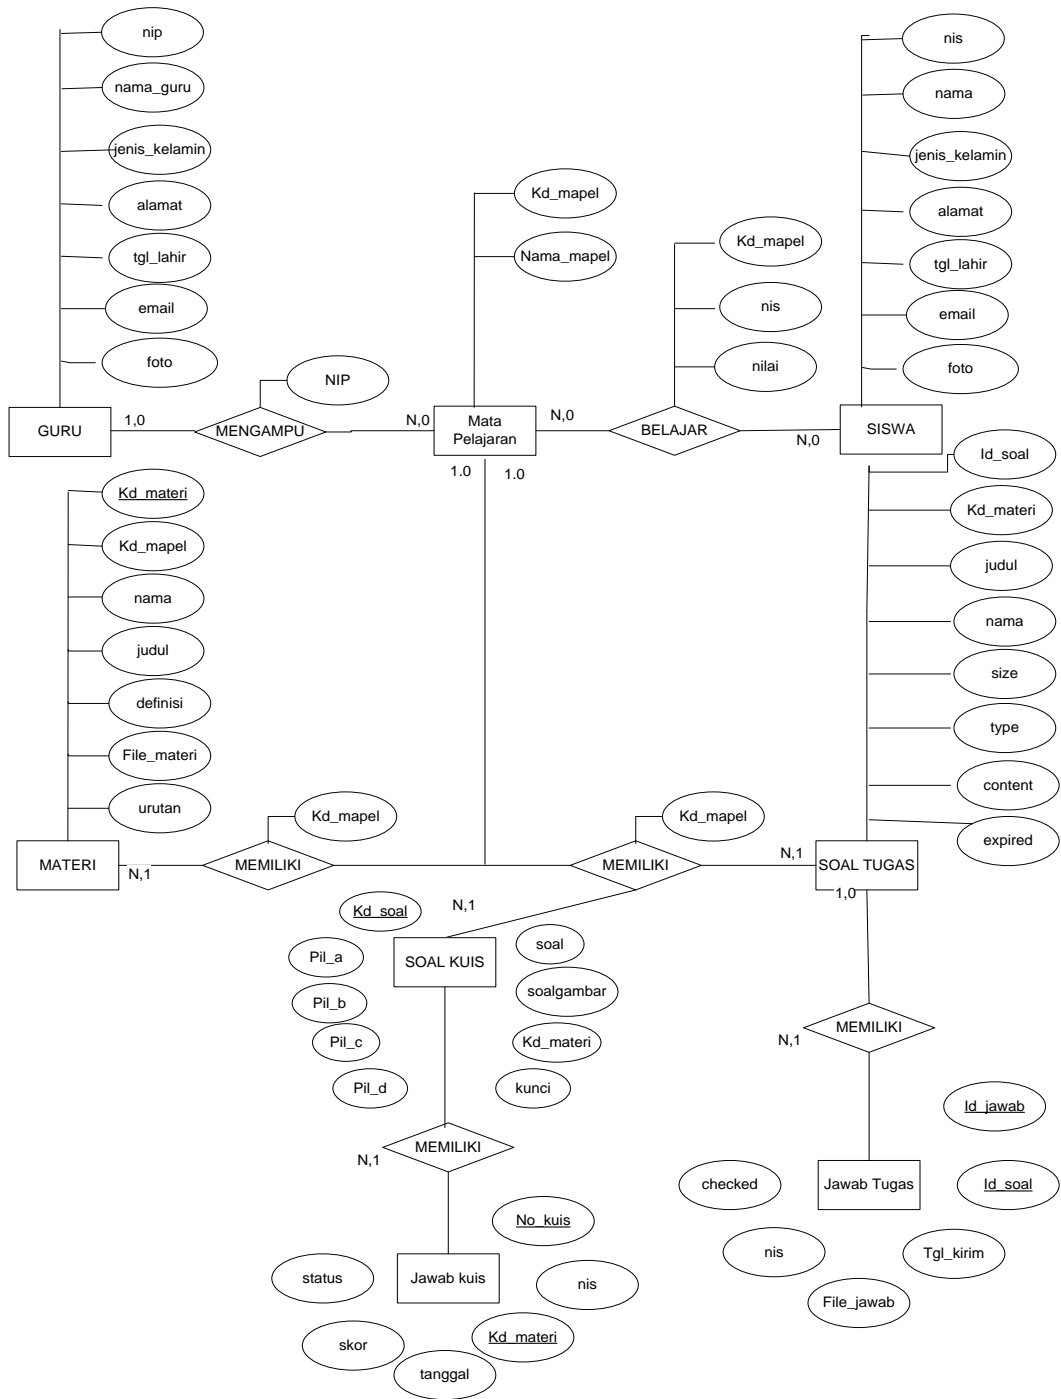 nip
nama_guru
jenis_kelamin
alamat
tgl_lahir
email
foto
GURU
1,0
MENGAMPU
NIP
N,0
Kd_mapel
Nama_mapel
Mata
Pelajaran
1.0
1.0
N,0
BELAJAR
Kd_mapel
nis
nilai
N,0
nis
nama
jenis_kelamin
alamat
tgl_lahir
email
foto
SISWA
Kd_materi
Kd_mapel
nama
judul
definisi
File_materi
urutan
MATERI
N,1
MEMILIKI
Kd_mapel
MEMILIKI
Kd_mapel
N,1
Id_soal
Kd_materi
judul
nama
size
type
content
expired
SOAL TUGAS
1,0
N,1
Kd_soal
SOAL KUIS
Pil_a
Pil_b
Pil_c
Pil_d
soal
soalgambar
Kd_materi
kunci
MEMILIKI
N,1
MEMILIKI
N,1
Id_jawab
checked
Jawab Tugas
Id_soal
nis
Tgl_kirim
File_jawab
No_kuis
status
Jawab kuis
nis
skor
Kd_materi
tanggal